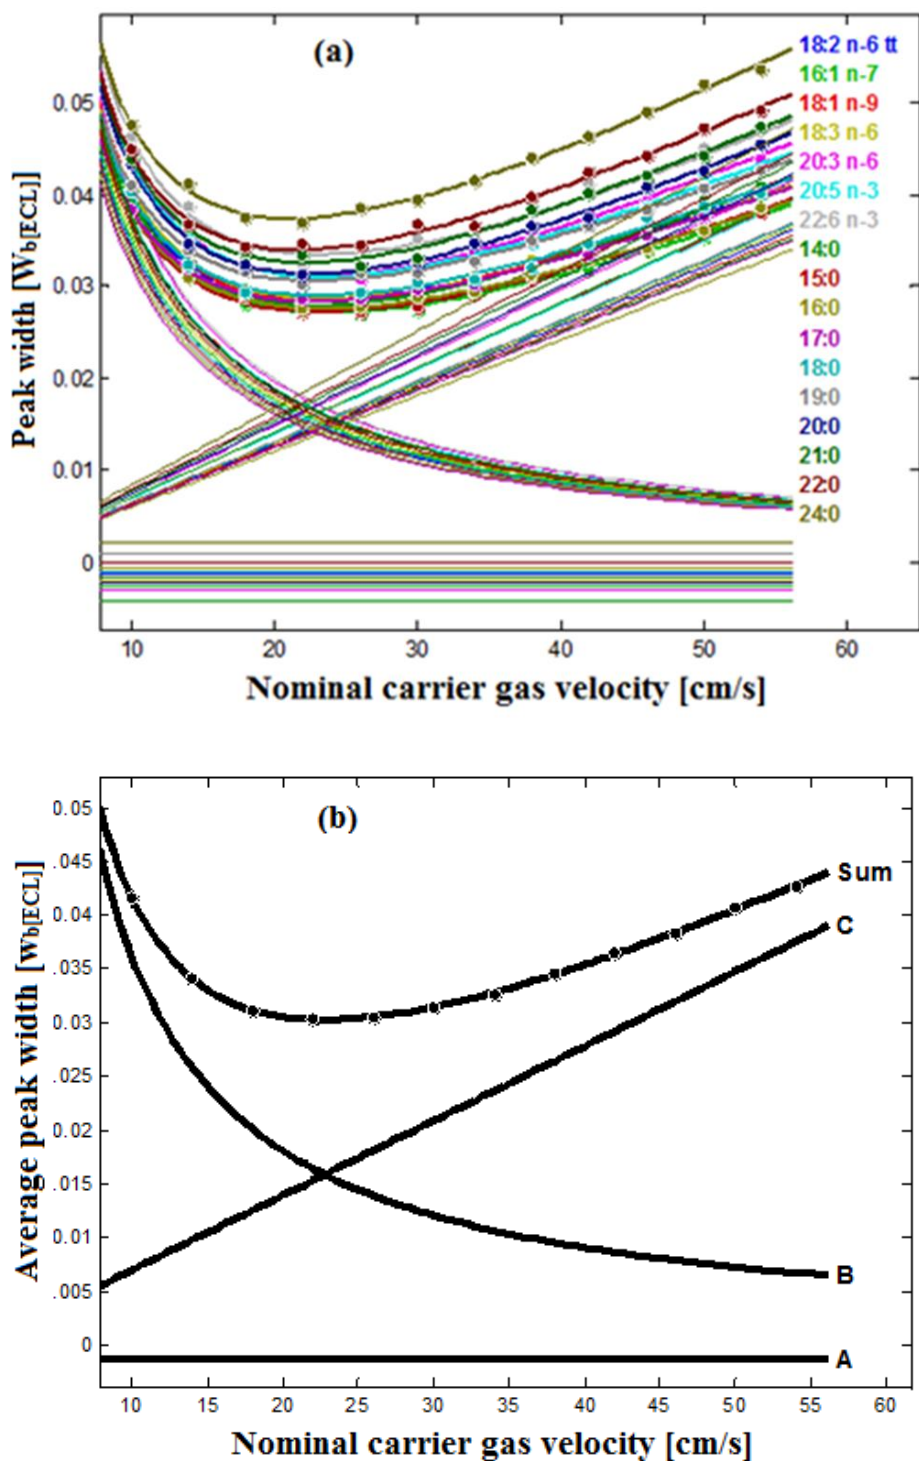 (a)
Peak width [Wb[ECL]]
0.05
0.04
0.03
0.02
0.01
0
10
20
30
40
50
60
Nominal carrier gas velocity [cm/s]
18:2 n-6 tt
16:1 n-7
18:1 n-9
18:3 n-6
20:3 n-6
20:5 n-3
22:6 n-3
14:0
15:0
16:0
17:0
18:0
19:0
20:0
21:0
22:0
24:0
(b)
Average peak width [wb[ECL]]
0.05
.045
0.04
.035
0.03
.025
0.02
.015
0.01
.005
0
10
15
20
25
30
35
40
45
50
55
60
Sum
C
B
A
Nominal carrier gas velocity [cm/s]